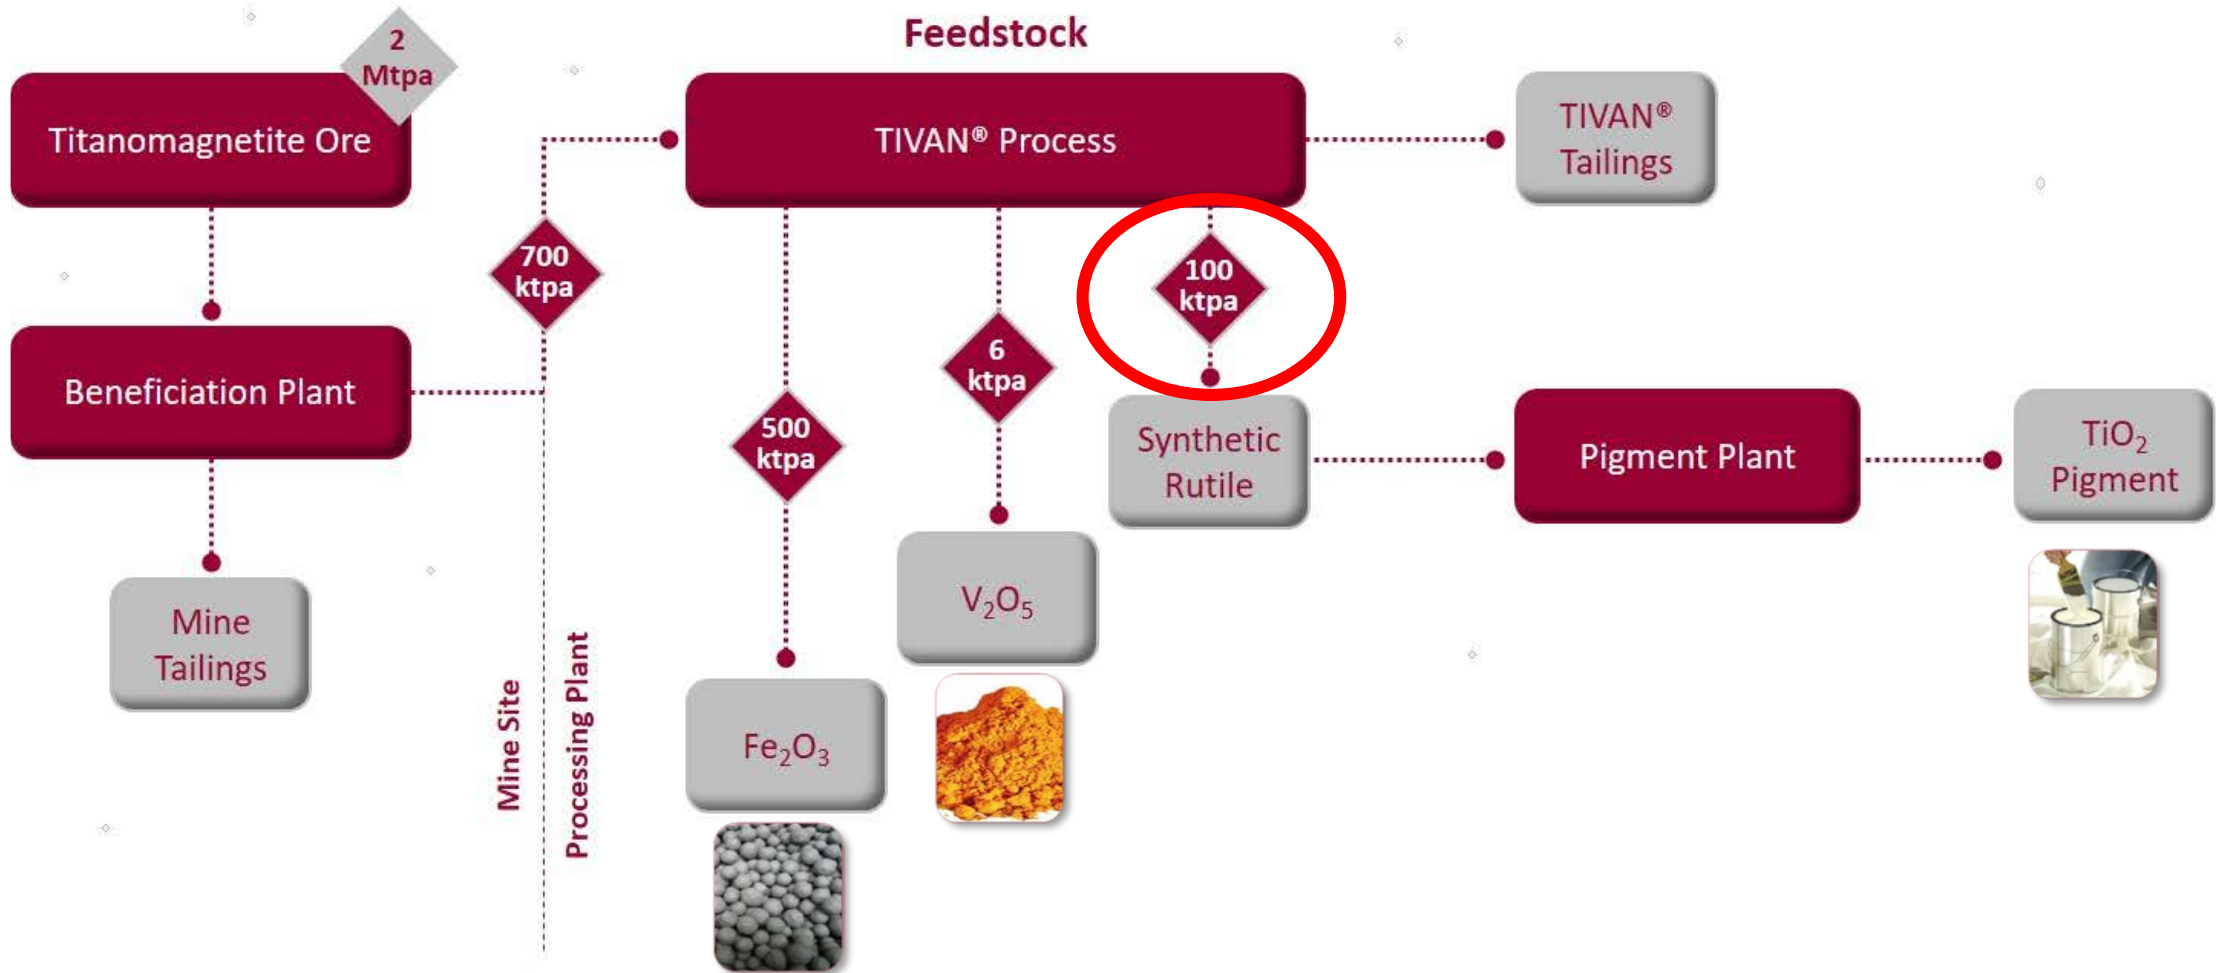 Feedstock
2
Mtpa
Titanomagnetite Ore
TIVAN® Process
TIVAN®
Tailings
700
ktpa
100
ktpa
Beneficiation Plant
6
ktpa
500
ktpa
Synthetic
Rutile
Pigment Plant
TiO₂
Pigment
Mine
Tailings
V₂O₅
Fe₂O₃
Mine Site
Processing Plant